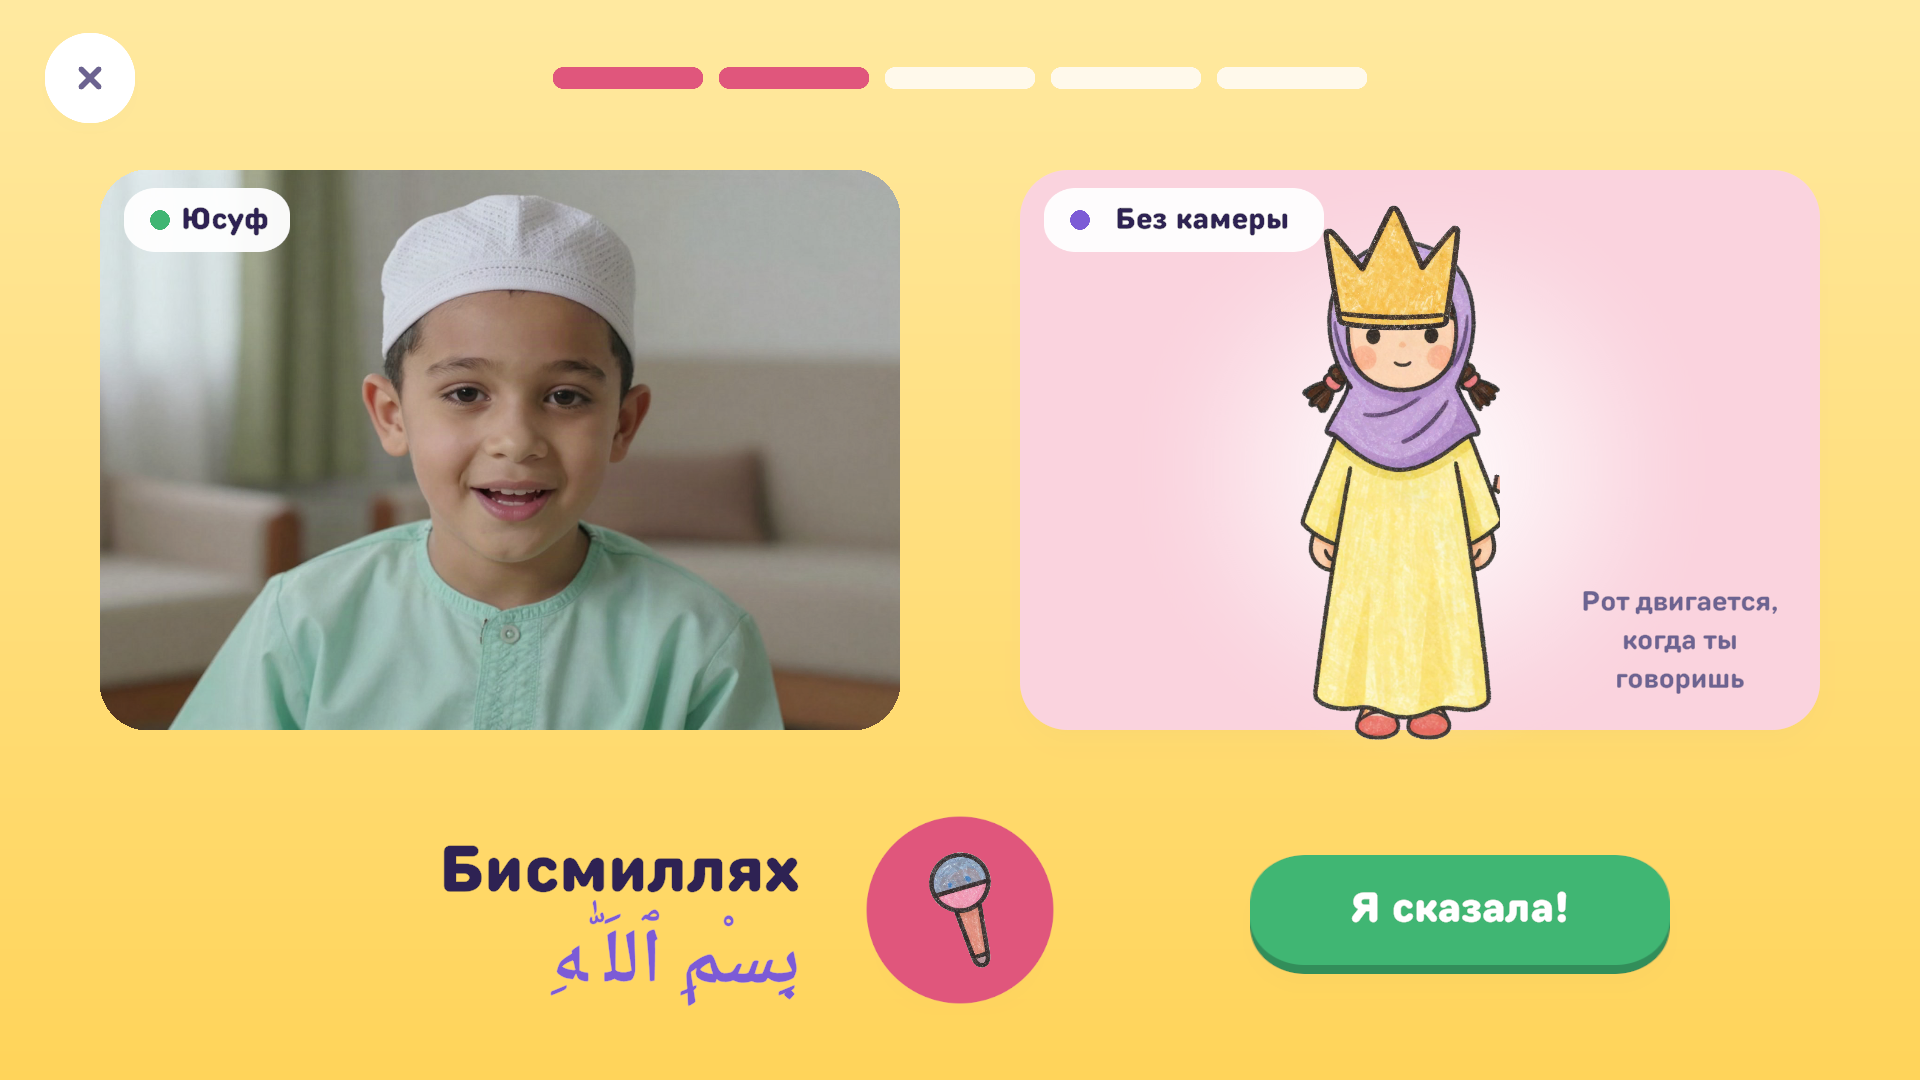 Юсуф
Без камеры
Рот двигается,
когда ты
говоришь
Бисмиллях
بِسْمِ ٱللَّهِ
Я сказала!